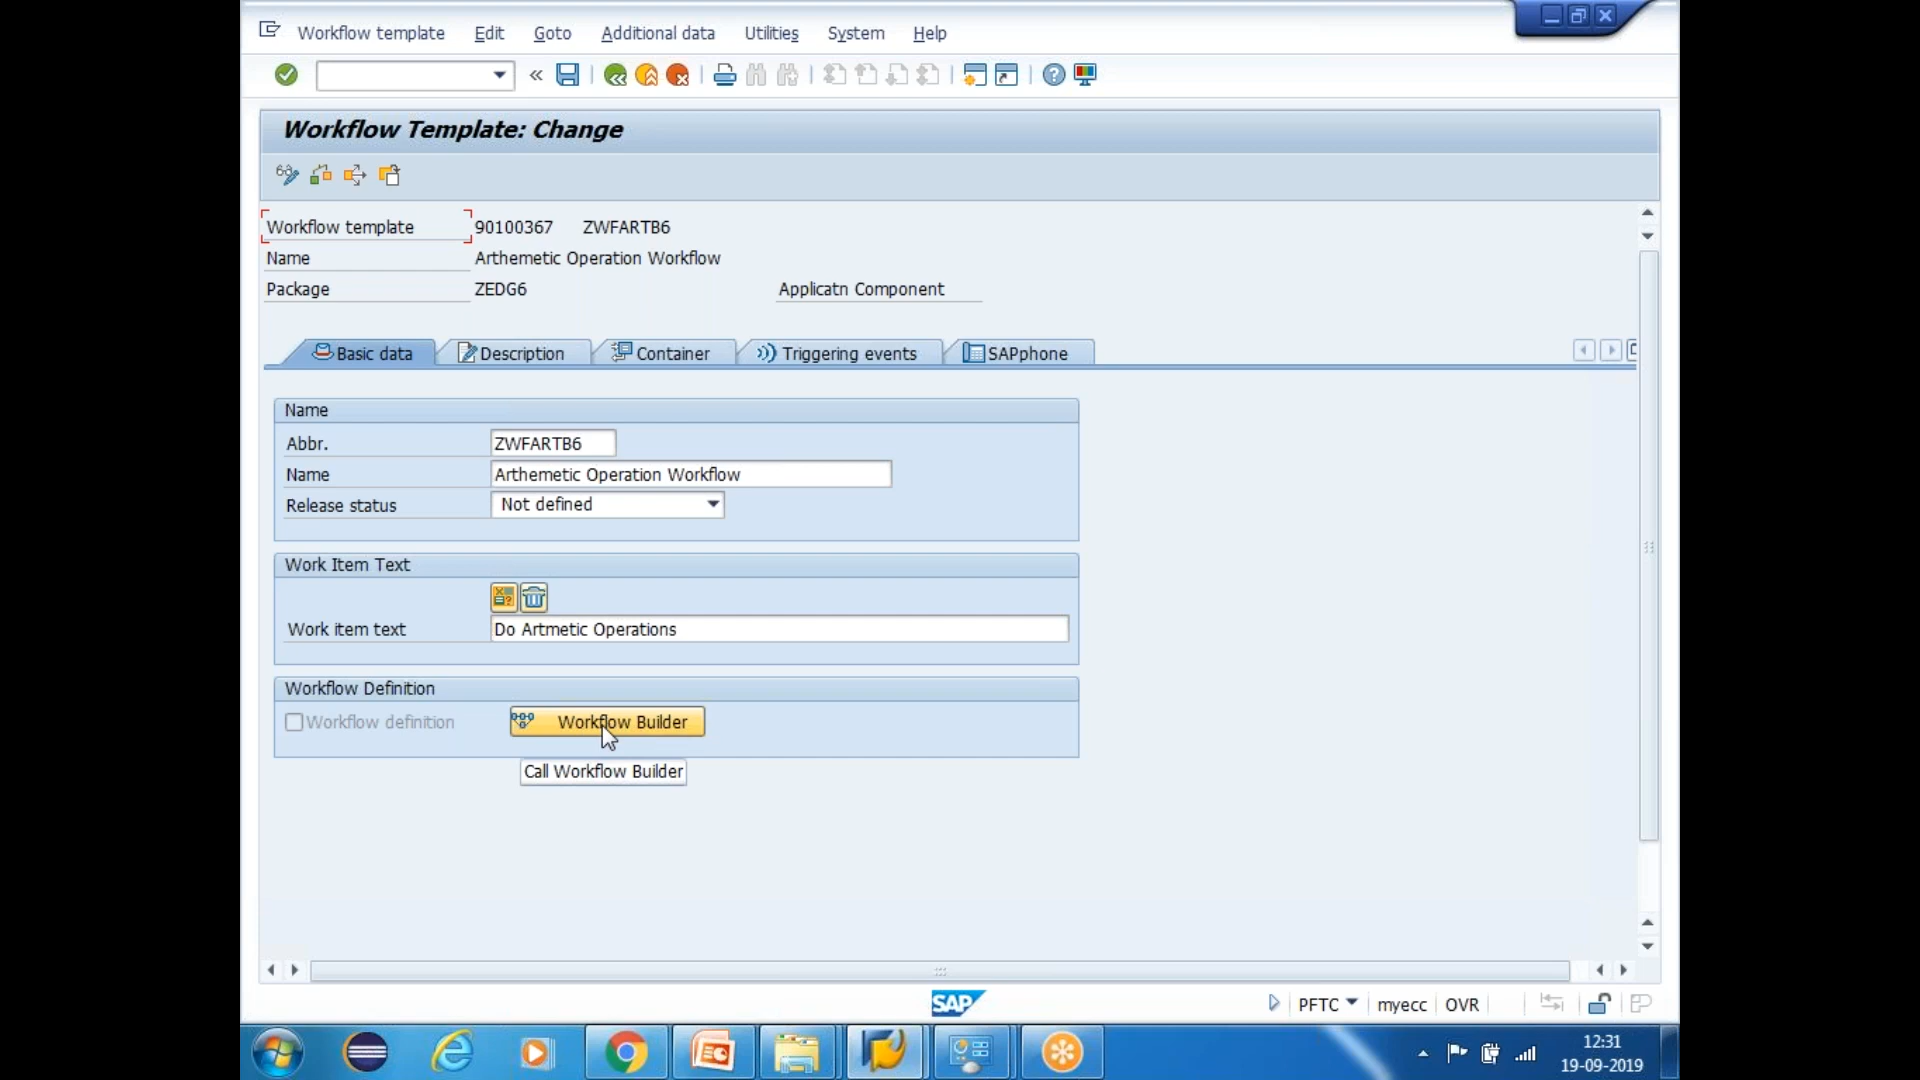 Workflow template Edit Goto Additional data Utilities System Help
Workflow Template: Change
Workflow template 90100367 ZWFARTB6
Name Arthemetic Operation Workflow
Package ZEDG6 Applicatn Component
Basic data Description Container Triggering events SAPphone
Name
Abbr. ZWFARTB6
Name Arthemetic Operation Workflow
Release status Not defined
Work Item Text
Work item text Do Artmetic Operations
Workflow Definition
Workflow definition Workflow Builder
Call Workflow Builder
SAP PFTC myecc OVR
12:31
19-09-2019